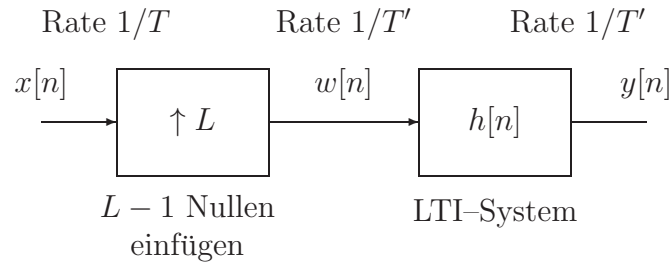 Rate 1/T Rate 1/T′ Rate 1/T′
x[n] w[n] y[n]
↑ L h[n]
L − 1 Nullen LTI–System
einfügen